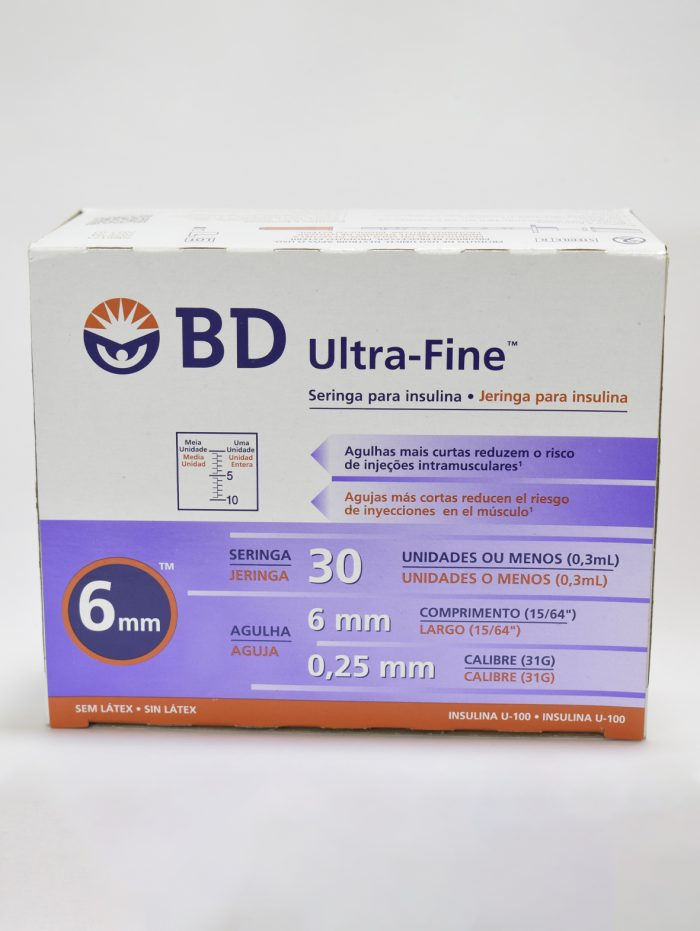 BD Ultra-Fine™
Seringa para insulina • Jeringa para insulina
Meia Unidade
Media Unidad
Uma Unidade
Unidad Entera
5
10
Agulhas mais curtas reduzem o risco
de injeções intramusculares¹
Agujas más cortas reducen el riesgo
de inyecciones en el músculo¹
6 mm
TM
SERINGA
JERINGA
30
UNIDADES OU MENOS (0,3mL)
UNIDADES O MENOS (0,3mL)
AGULHA
AGUJA
6 mm
COMPRIMENTO (15/64")
LARGO (15/64")
0,25 mm
CALIBRE (31G)
CALIBRE (31G)
SEM LÁTEX • SIN LÁTEX
INSULINA U-100 • INSULINA U-100